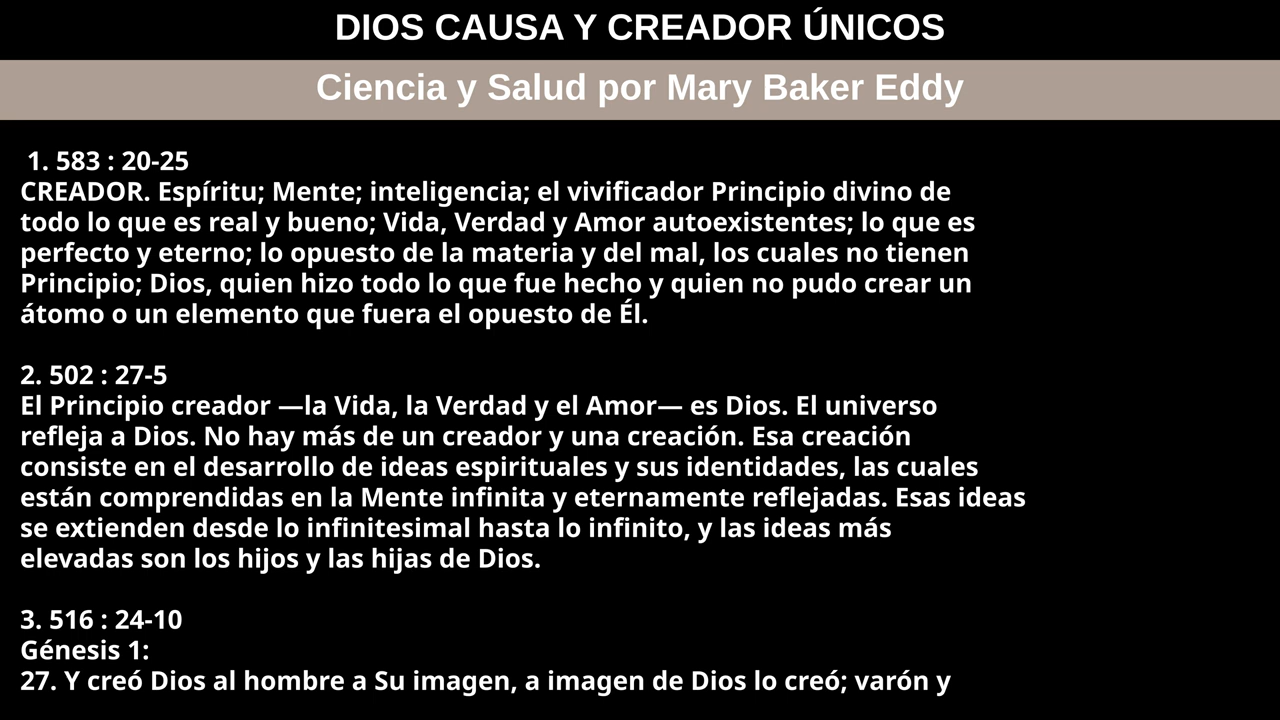 DIOS CAUSA Y CREADOR ÚNICOS
Ciencia y Salud por Mary Baker Eddy
1. 583 : 20-25
CREADOR. Espíritu; Mente; inteligencia; el vivificador Principio divino de
todo lo que es real y bueno; Vida, Verdad y Amor autoexistentes; lo que es
perfecto y eterno; lo opuesto de la materia y del mal, los cuales no tienen
Principio; Dios, quien hizo todo lo que fue hecho y quien no pudo crear un
átomo o un elemento que fuera el opuesto de Él.
2. 502 : 27-5
El Principio creador —la Vida, la Verdad y el Amor— es Dios. El universo
refleja a Dios. No hay más de un creador y una creación. Esa creación
consiste en el desarrollo de ideas espirituales y sus identidades, las cuales
están comprendidas en la Mente infinita y eternamente reflejadas. Esas ideas
se extienden desde lo infinitesimal hasta lo infinito, y las ideas más
elevadas son los hijos y las hijas de Dios.
3. 516 : 24-10
Génesis 1:
27. Y creó Dios al hombre a Su imagen, a imagen de Dios lo creó; varón y